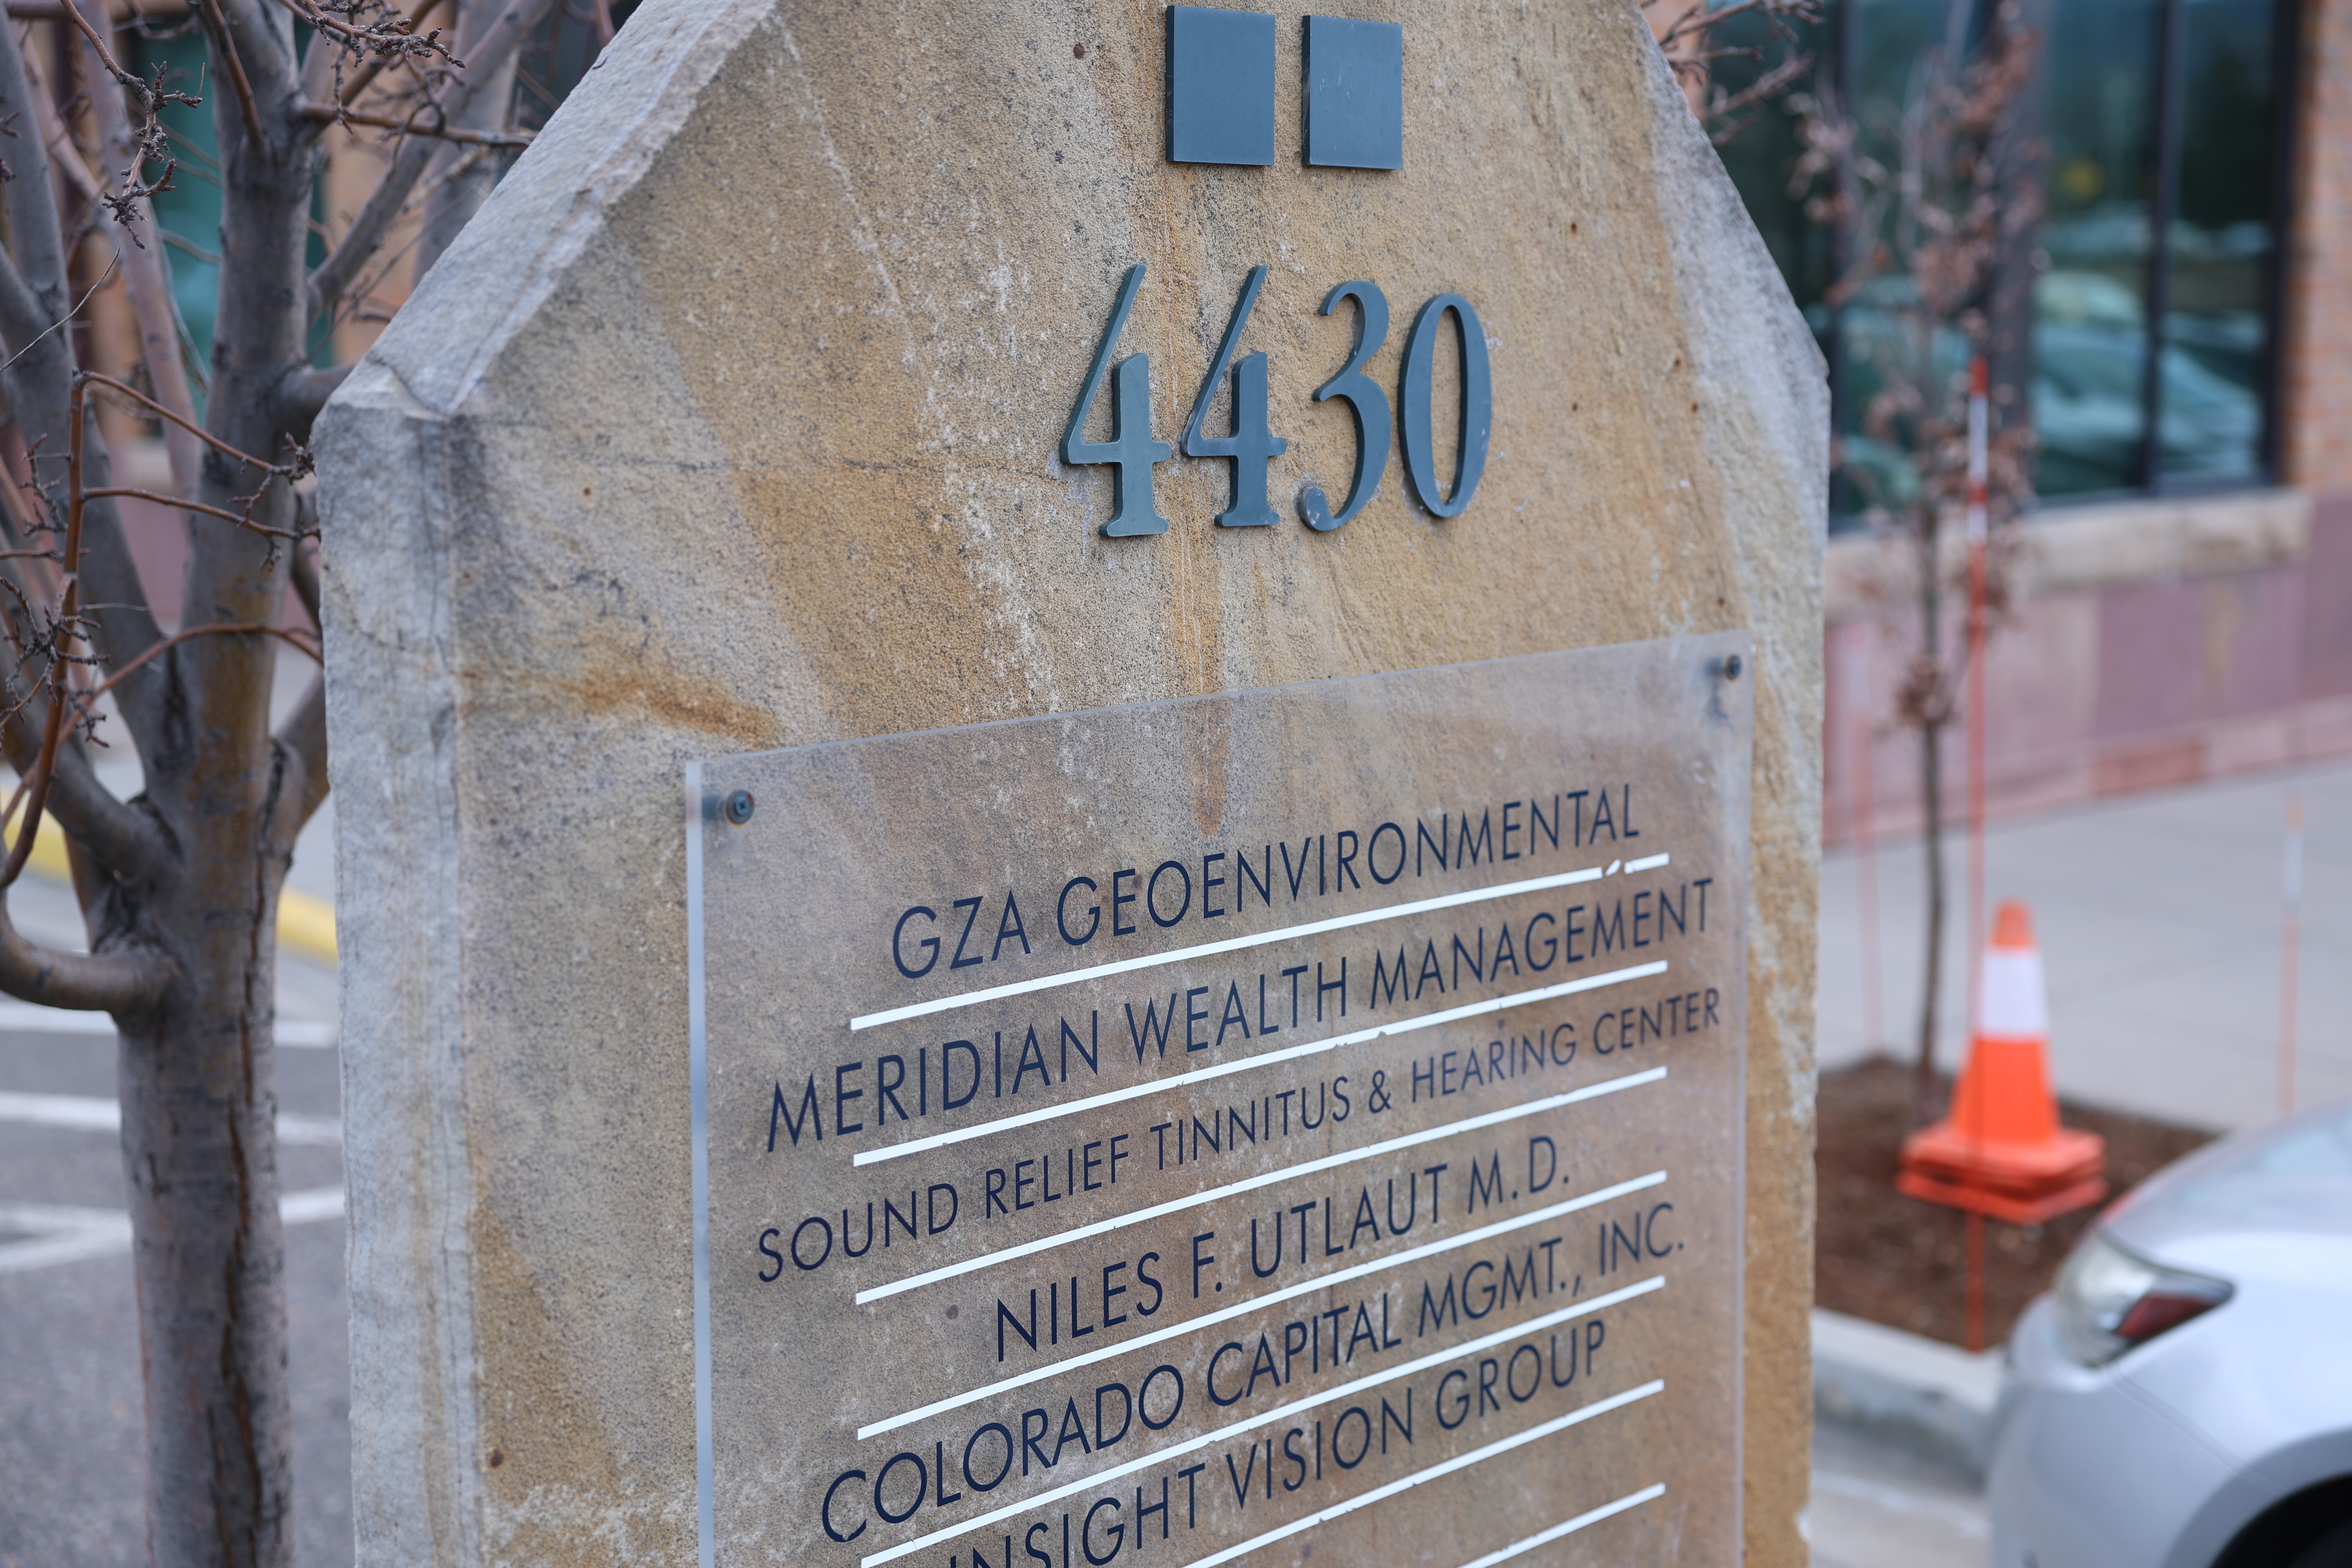 4430
GZA GEOENVIRONMENTAL
MERIDIAN WEALTH MANAGEMENT
SOUND RELIEF TINNITUS & HEARING CENTER
NILES F. UTLAUT M.D.
COLORADO CAPITAL MGMT., INC.
INSIGHT VISION GROUP